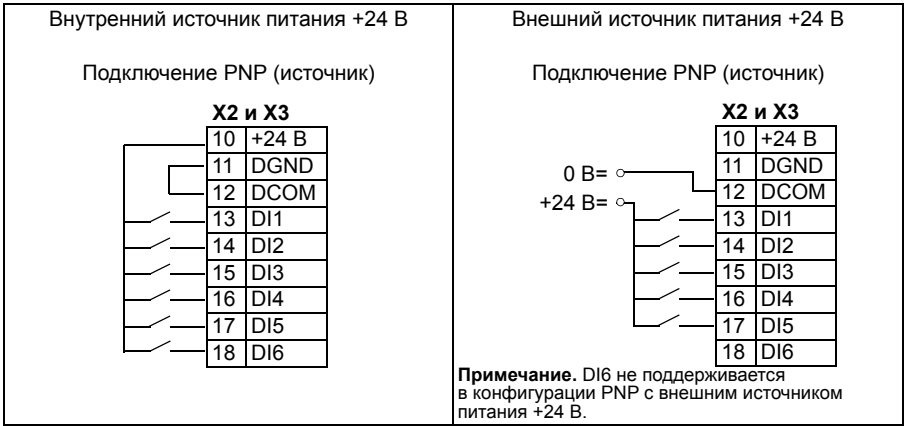 Внутренний источник питания +24 В
Подключение PNP (источник)
X2 и X3
10 +24 В
11 DGND
12 DCOM
13 DI1
14 DI2
15 DI3
16 DI4
17 DI5
18 DI6
Внешний источник питания +24 В
Подключение PNP (источник)
X2 и X3
0 В=
+24 В=
10 +24 В
11 DGND
12 DCOM
13 DI1
14 DI2
15 DI3
16 DI4
17 DI5
18 DI6
Примечание. DI6 не поддерживается
в конфигурации PNP с внешним источником
питания +24 В.